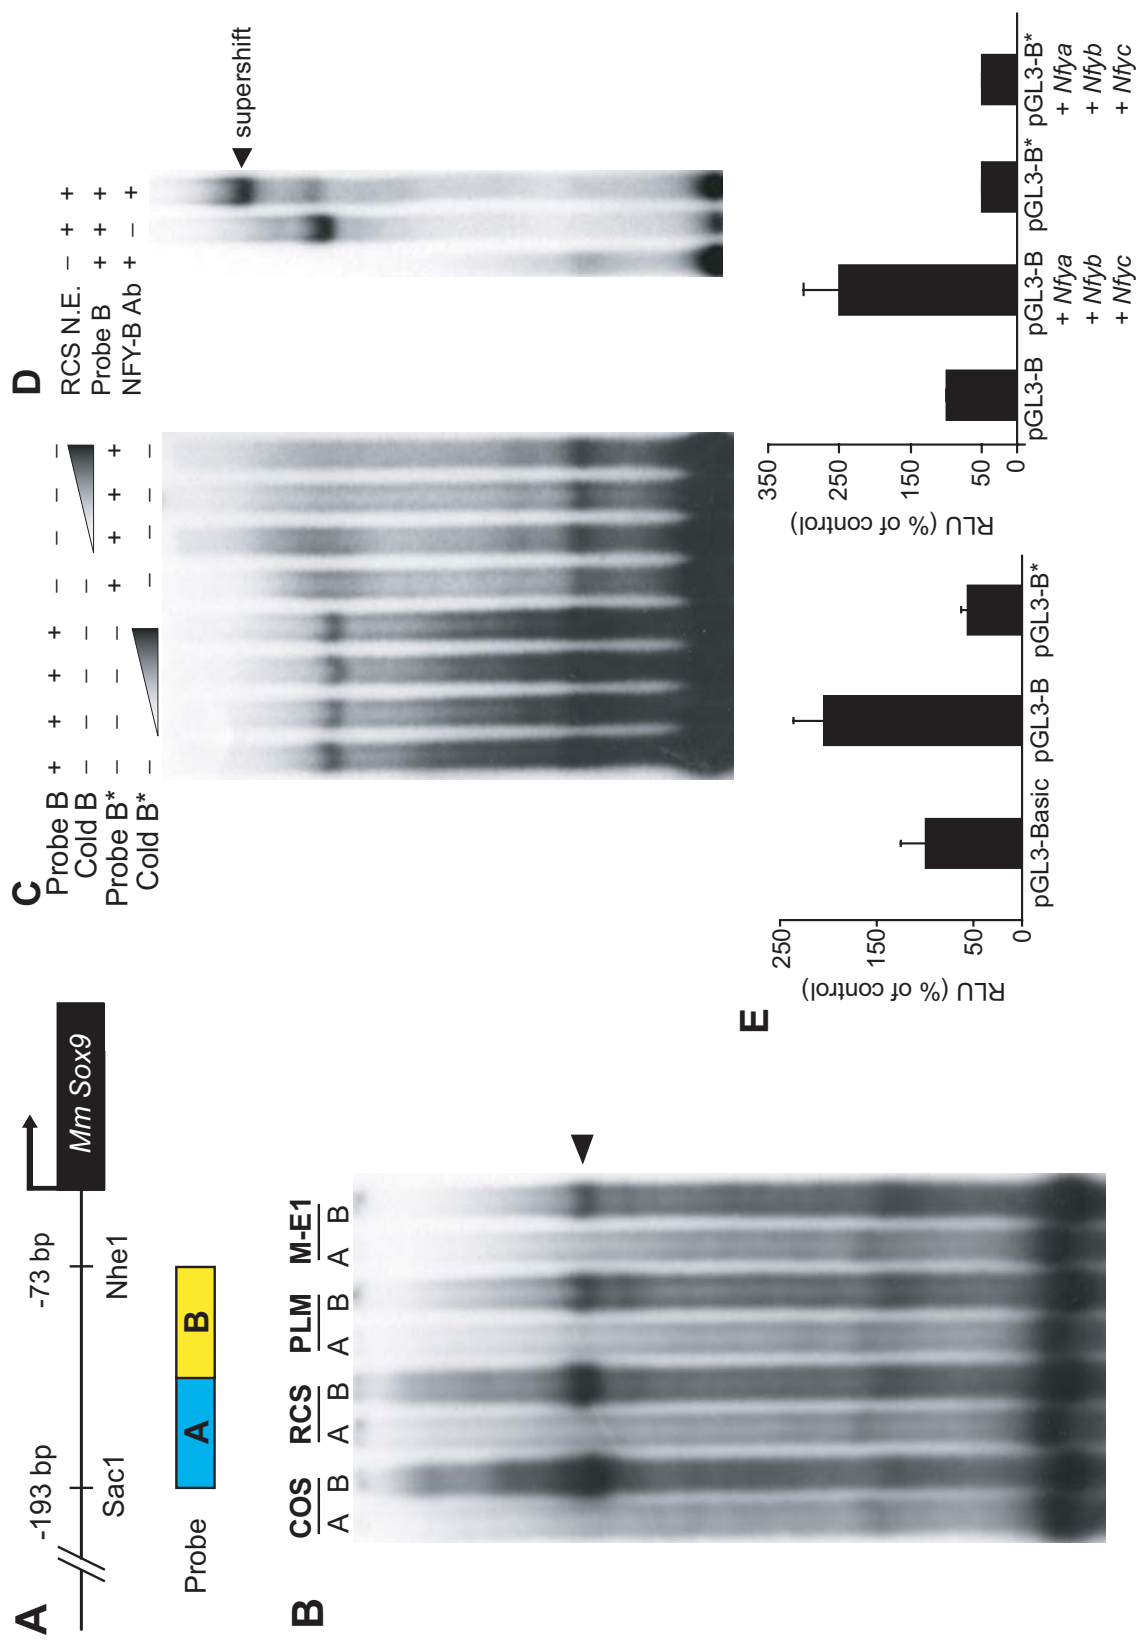 A
-193 bp
-73 bp
Mm Sox9
Sac1
Nhe1
Probe
A B
B
COS RCS PLM M-E1
A B A B A B A B
C
Probe B + + + + – – – –
Cold B – – – – –
Probe B* – – – – + + + +
Cold B* – – – – –
D
RCS N.E. – + +
Probe B + + +
NFY-B Ab + – +
supershift
E
RLU (% of control)
250
150
50
0
pGL3-Basic
pGL3-B
pGL3-B*
RLU (% of control)
350
250
150
50
0
pGL3-B
pGL3-B
+ Nfya
+ Nfyb
+ Nfyc
pGL3-B*
pGL3-B*
+ Nfya
+ Nfyb
+ Nfyc